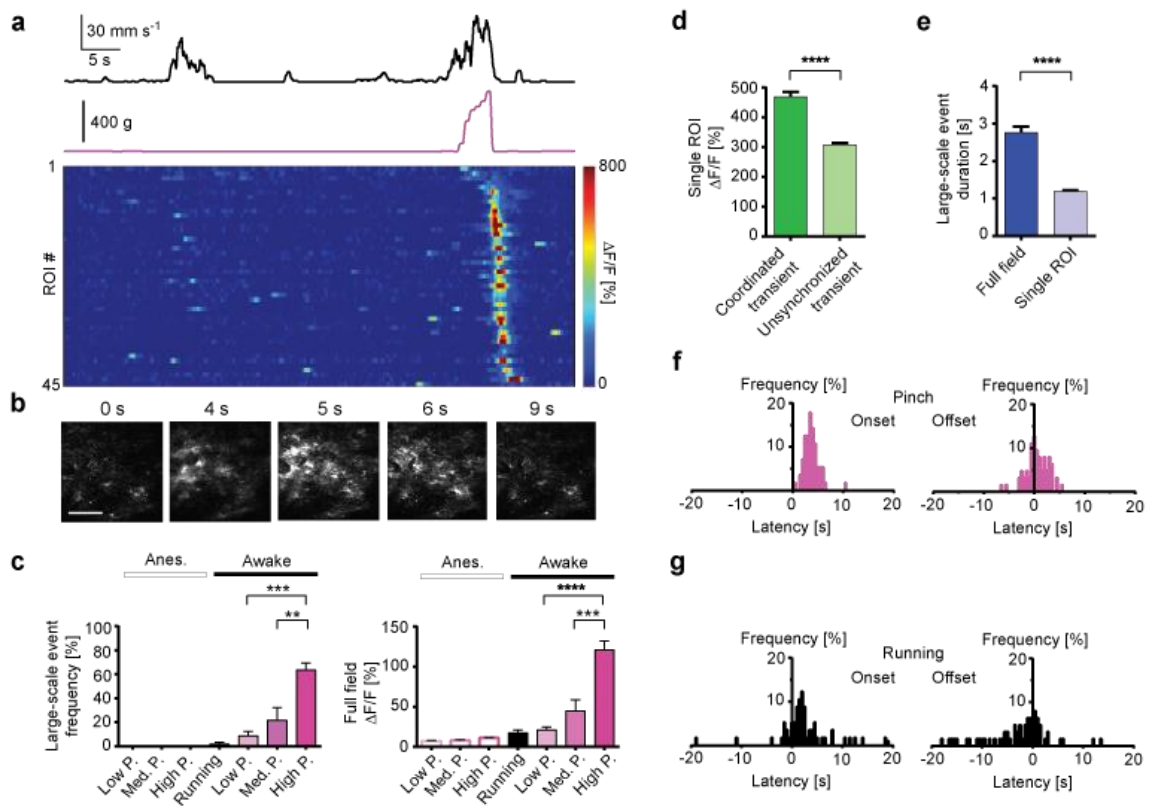 a
30 mm s⁻¹
5 s
400 g
1
ROI #
45
800
ΔF/F [%]
0
b
0 s 4 s 5 s 6 s 9 s
c
Anes. Awake
***
**
Large-scale event
frequency [%]
100
80
60
40
20
0
Low P. Med. P. High P. Running Low P. Med. P. High P.
Anes. Awake
****
***
Full field
ΔF/F [%]
150
100
50
0
Low P. Med. P. High P. Running Low P. Med. P. High P.
d
****
Single ROI
ΔF/F [%]
500
400
300
200
100
0
Coordinated
transient
Unsynchronized
transient
e
****
Large-scale event
duration [s]
4
3
2
1
0
Full field
Single ROI
f
Frequency [%] Pinch Frequency [%]
20 Onset Offset 20
10 10
-20 -10 0 10 20 -10 0 10 20
Latency [s] Latency [s]
g
Frequency [%] Running Frequency [%]
20 Onset Offset 20
10 10
-20 -10 0 10 20 -10 0 10 20
Latency [s] Latency [s]